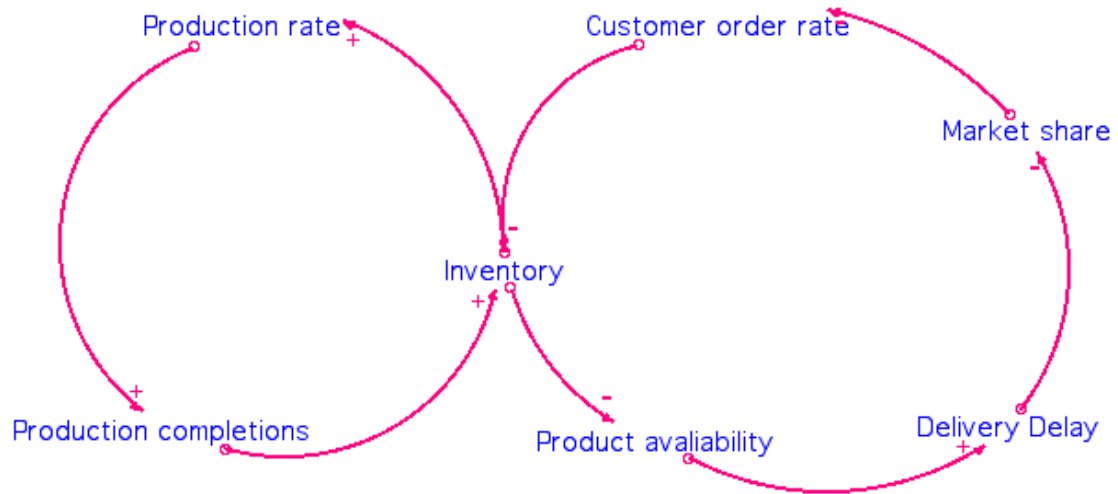 Production rate
+
Customer order rate
-
Market share
-
-
Inventory
+
+
-
Production completions
Product avaliability
Delivery Delay
+